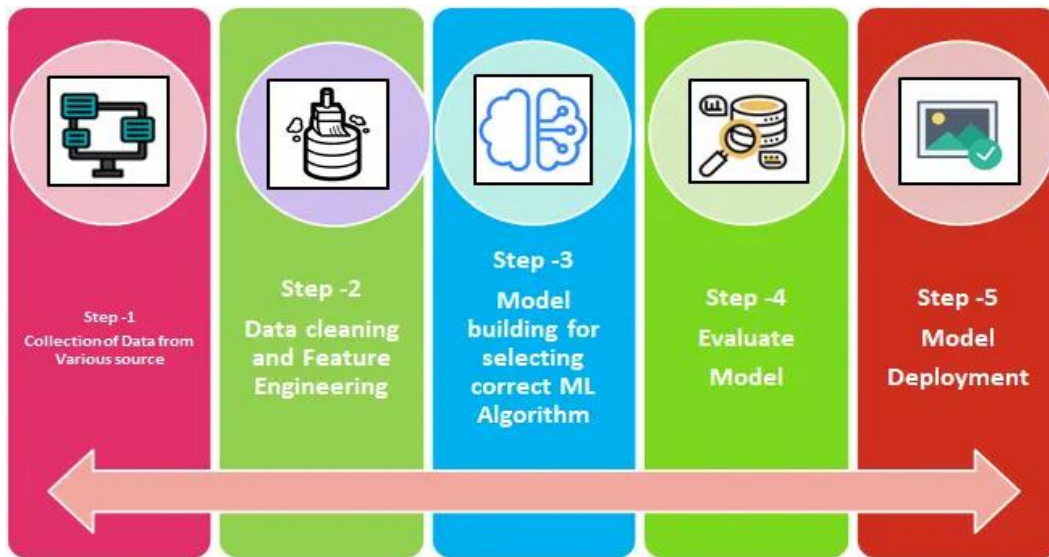 Step -1
Collection of Data from
Various source
Step -2
Data cleaning
and Feature
Engineering
Step -3
Model
building for
selecting
correct ML
Algorithm
Step -4
Evaluate
Model
Step -5
Model
Deployment